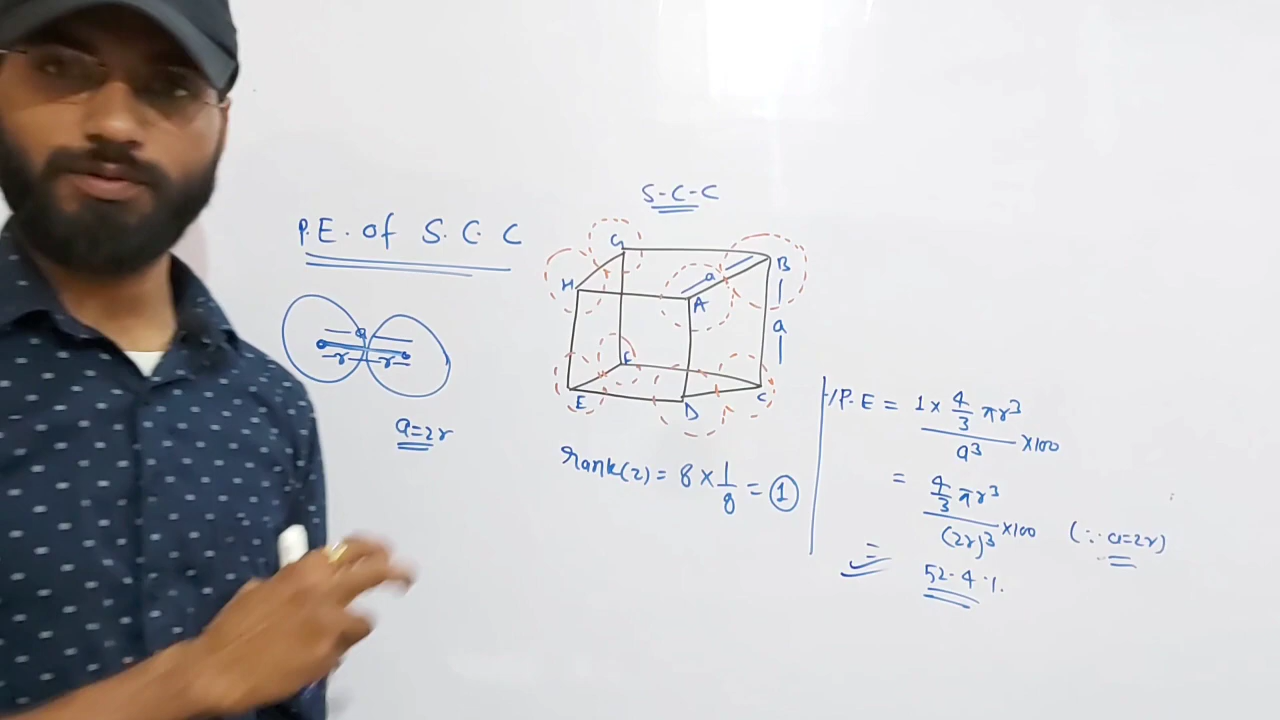 S-C-C
P.E. of S.C.C
G
B
a
H
A
a
a
r r
F
E
D
C
a=2r
rank(z) = 8 × 1/8 = 1
P.E = 1 × 4/3 πr³ / a³ ×100
= 4/3 πr³ / (2r)³ ×100 (∵ a=2r)
= 52.4 %